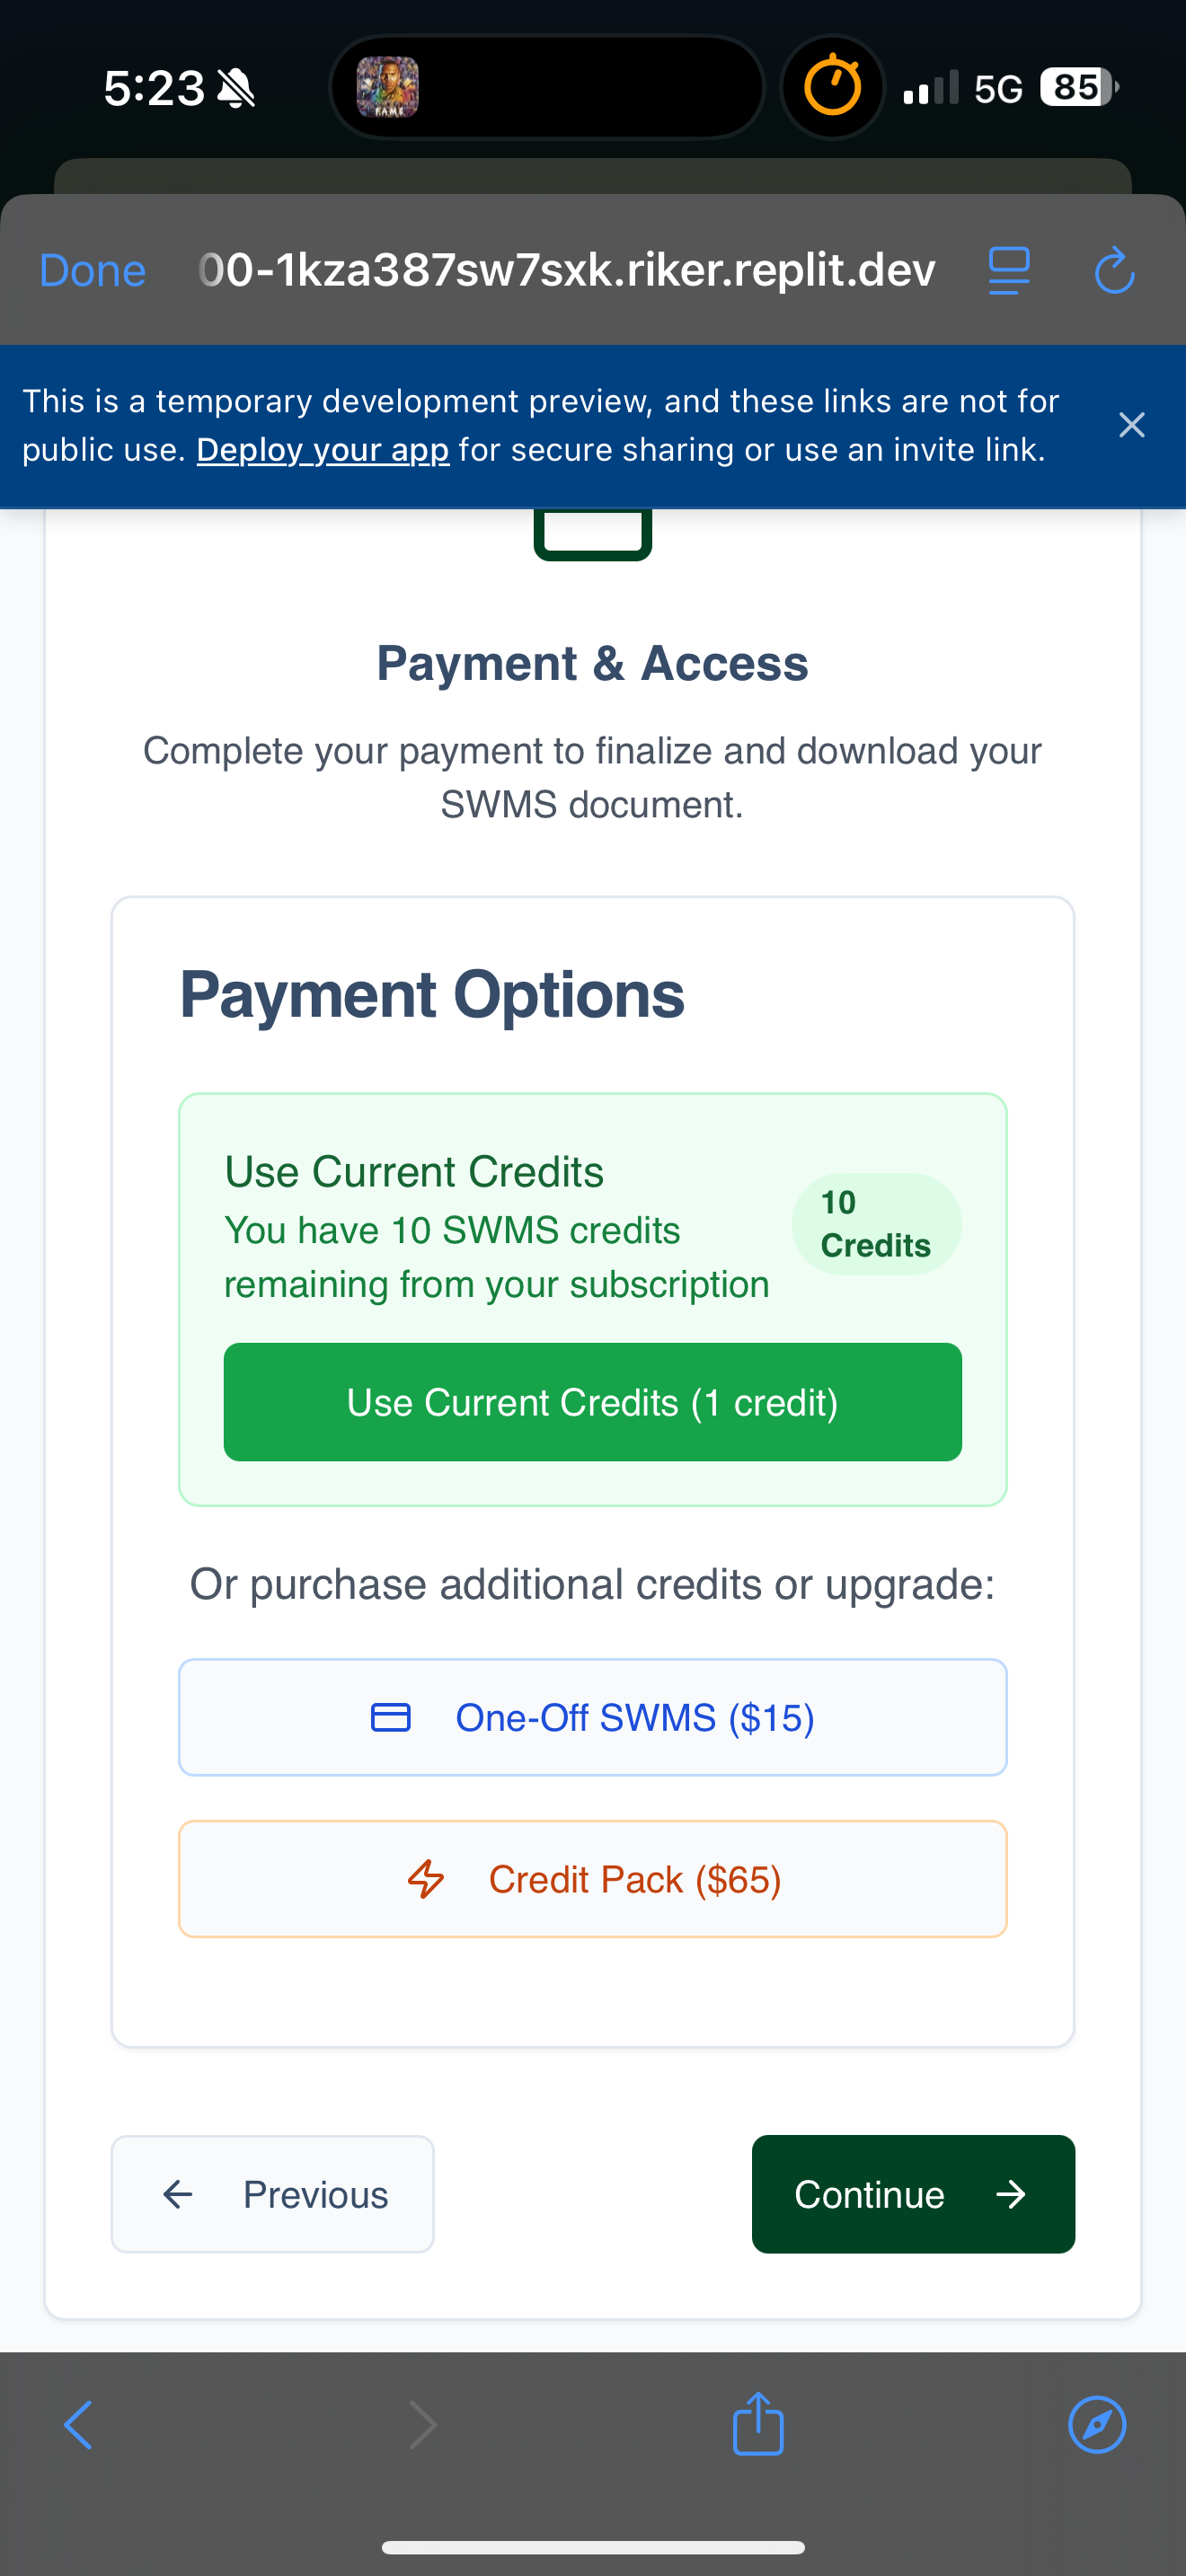 5:23
F.A.M.E.
5G
85
Done
00-1kza387sw7sxk.riker.replit.dev
This is a temporary development preview, and these links are not for
public use. Deploy your app for secure sharing or use an invite link.
Payment & Access
Complete your payment to finalize and download your
SWMS document.
Payment Options
Use Current Credits
You have 10 SWMS credits
remaining from your subscription
10
Credits
Use Current Credits (1 credit)
Or purchase additional credits or upgrade:
One-Off SWMS ($15)
Credit Pack ($65)
Previous
Continue